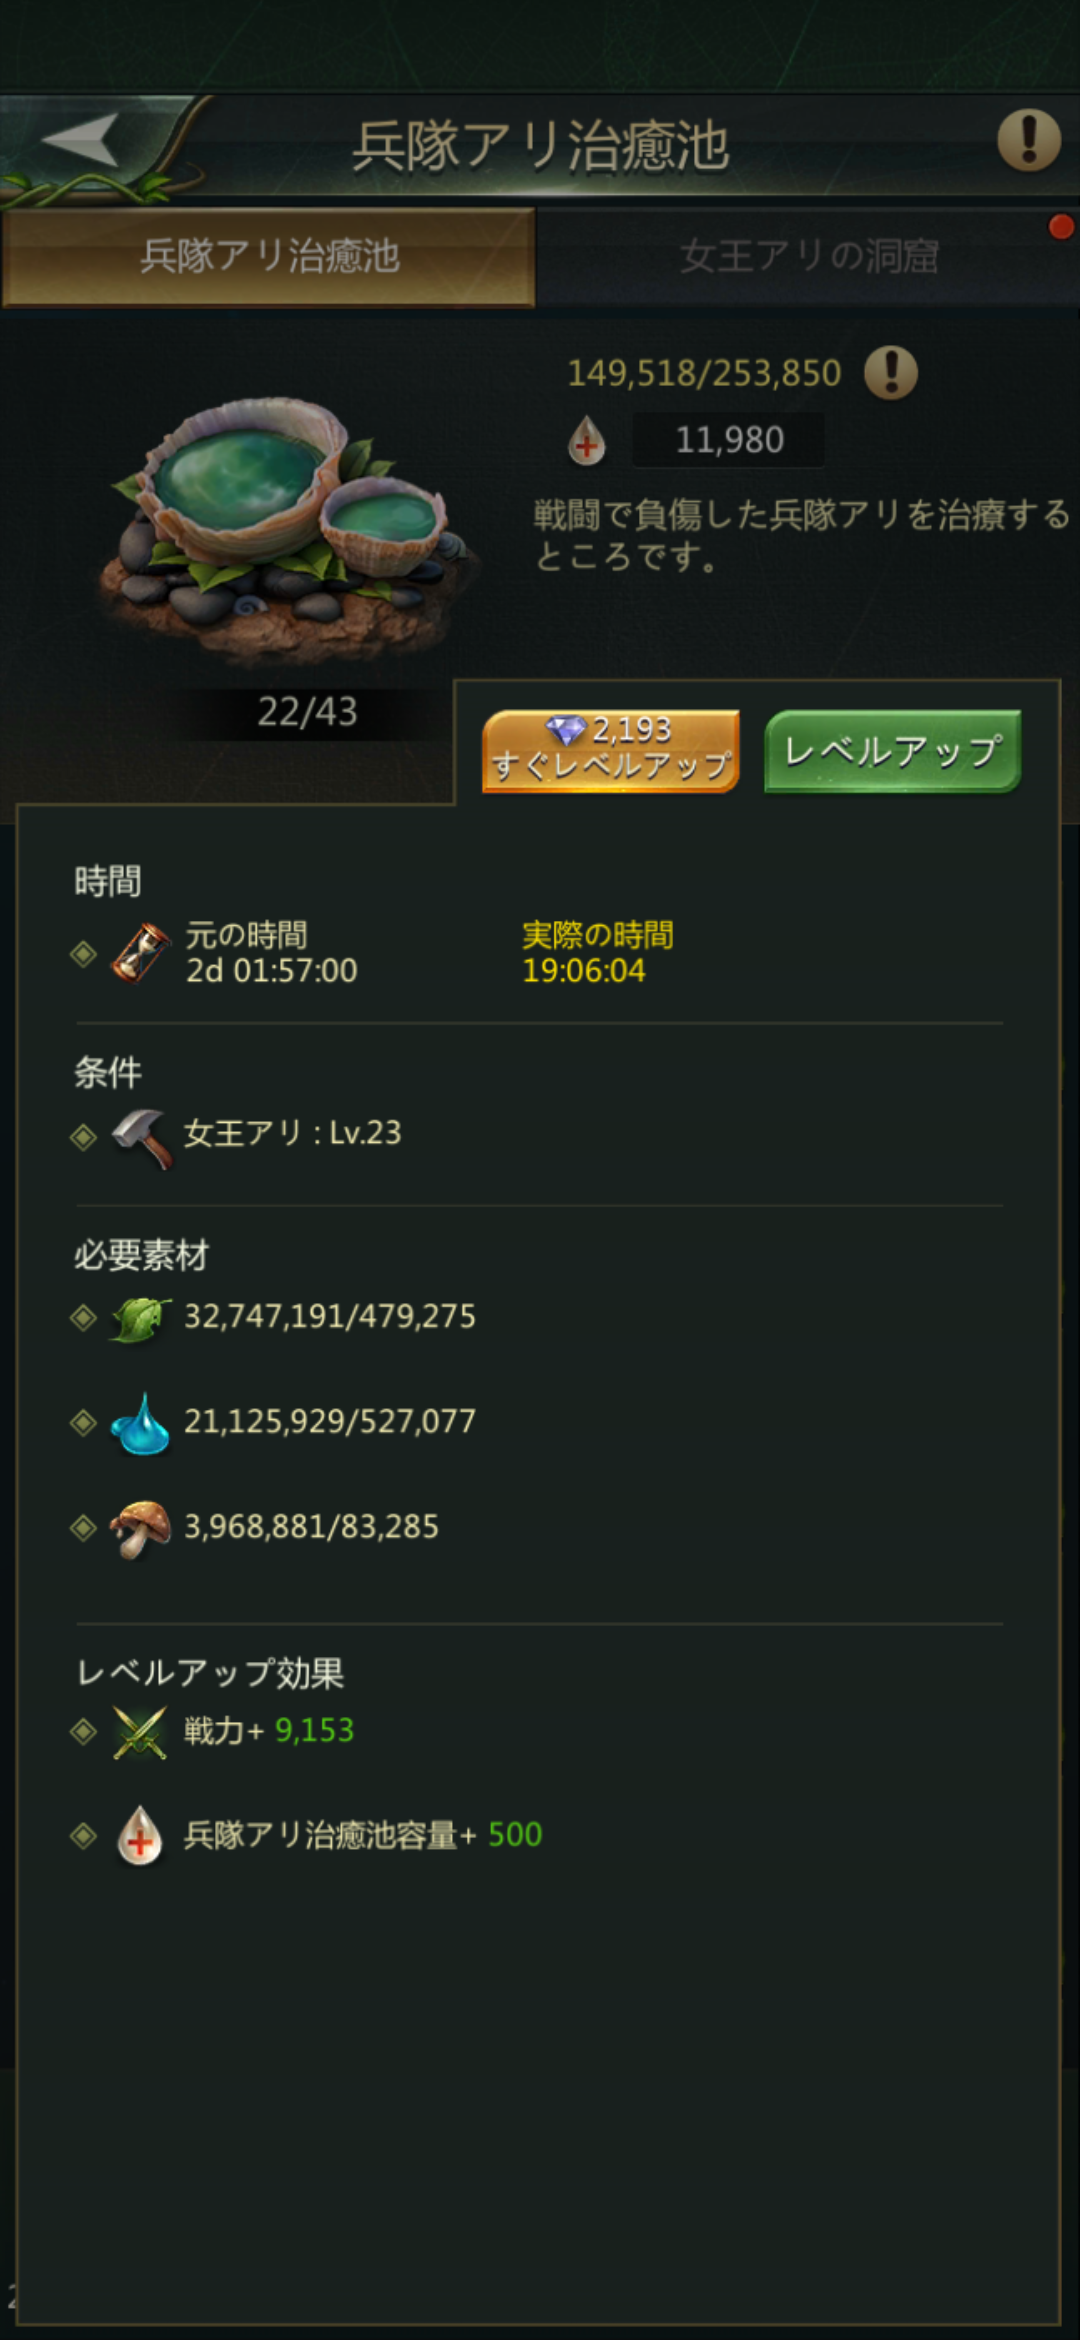 兵隊アリ治癒池
兵隊アリ治癒池
女王アリの洞窟
149,518/253,850
11,980
戦闘で負傷した兵隊アリを治療する
ところです。
22/43
2,193
すぐレベルアップ
レベルアップ
時間
元の時間
実際の時間
2d 01:57:00
19:06:04
条件
女王アリ : Lv.23
必要素材
32,747,191/479,275
21,125,929/527,077
3,968,881/83,285
レベルアップ効果
戦力+ 9,153
兵隊アリ治癒池容量+ 500